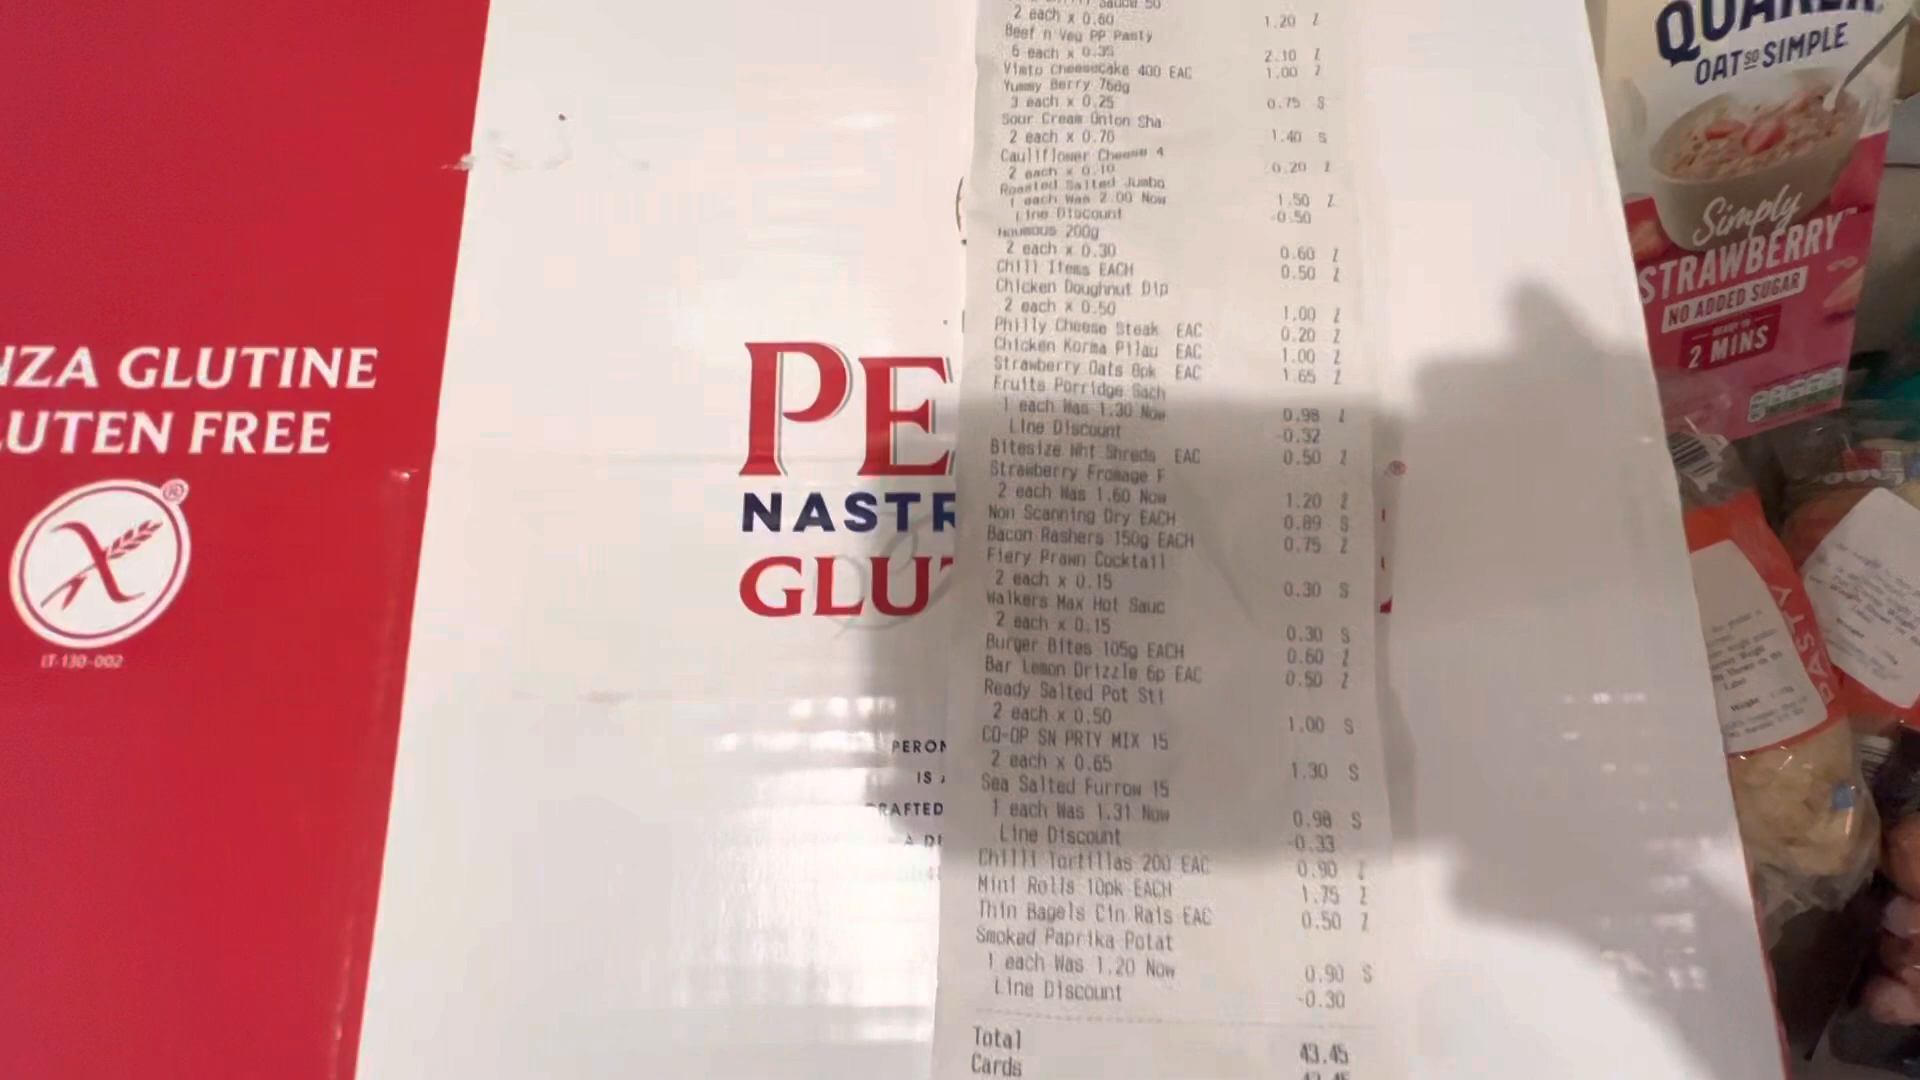 Sauce 50
2 each x 0.60 1.20 Z
Beef n Veg PP Pasty
6 each x 0.35 2.10 Z
Vimto Cheesecake 400 EAC 1.00 Z
Yummy Berry 768g
3 each x 0.25 0.75 S
Sour Cream Onion Sha
2 each x 0.70 1.40 S
Cauliflower Cheese 4
2 each x 0.10 0.20 Z
Roasted Salted Jumbo
1 each Was 2.00 Now 1.50 Z
Line Discount -0.50
Houmous 200g
2 each x 0.30 0.60 Z
Chill Items EACH 0.50 Z
Chicken Doughnut Dip
2 each x 0.50 1.00 Z
Philly Cheese Steak EAC 0.20 Z
Chicken Korma Pilau EAC 1.00 Z
Strawberry Oats 8pk EAC 1.65 Z
Fruits Porridge Sach
1 each Was 1.30 Now 0.98 Z
Line Discount -0.32
Bitesize Wht Shreds EAC 0.50 Z
Strawberry Fromage F
2 each Was 1.60 Now 1.20 Z
Non Scanning Dry EACH 0.89 S
Bacon Rashers 150g EACH 0.75 Z
Fiery Prawn Cocktail
2 each x 0.15 0.30 S
Walkers Max Hot Sauc
2 each x 0.15 0.30 S
Burger Bites 105g EACH 0.60 Z
Bar Lemon Drizzle 6p EAC 0.50 Z
Ready Salted Pot Sti
2 each x 0.50 1.00 S
CO-OP SN PRTY MIX 15
2 each x 0.65 1.30 S
Sea Salted Furrow 15
1 each Was 1.31 Now 0.98 S
Line Discount -0.33
Chilli Tortillas 200 EAC 0.90 Z
Mini Rolls 10pk EACH 1.75 Z
Thin Bagels Cin Rais EAC 0.50 Z
Smoked Paprika Potat
1 each Was 1.20 Now 0.90 S
Line Discount -0.30
Total 43.45
Cards
NZA GLUTINE
LUTEN FREE
IT-130-002
PE
NASTR
GLU
PERON
IS
RAFTED
A DI
QUAKER
OAT SO SIMPLE
Simply
STRAWBERRY
NO ADDED SUGAR
READY IN
2 MINS
Weight